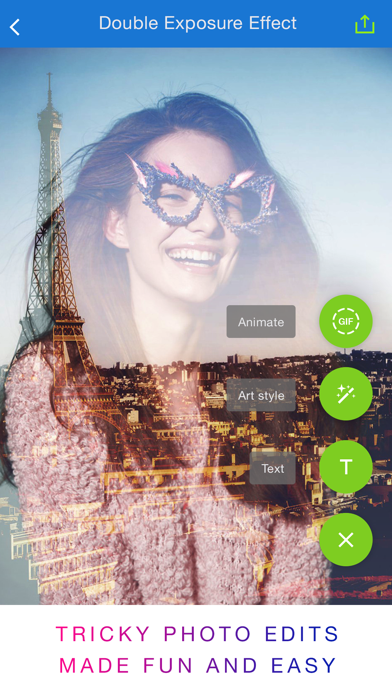 Double Exposure Effect
Animate
GIF
Art style
Text
T
TRICKY PHOTO EDITS
MADE FUN AND EASY